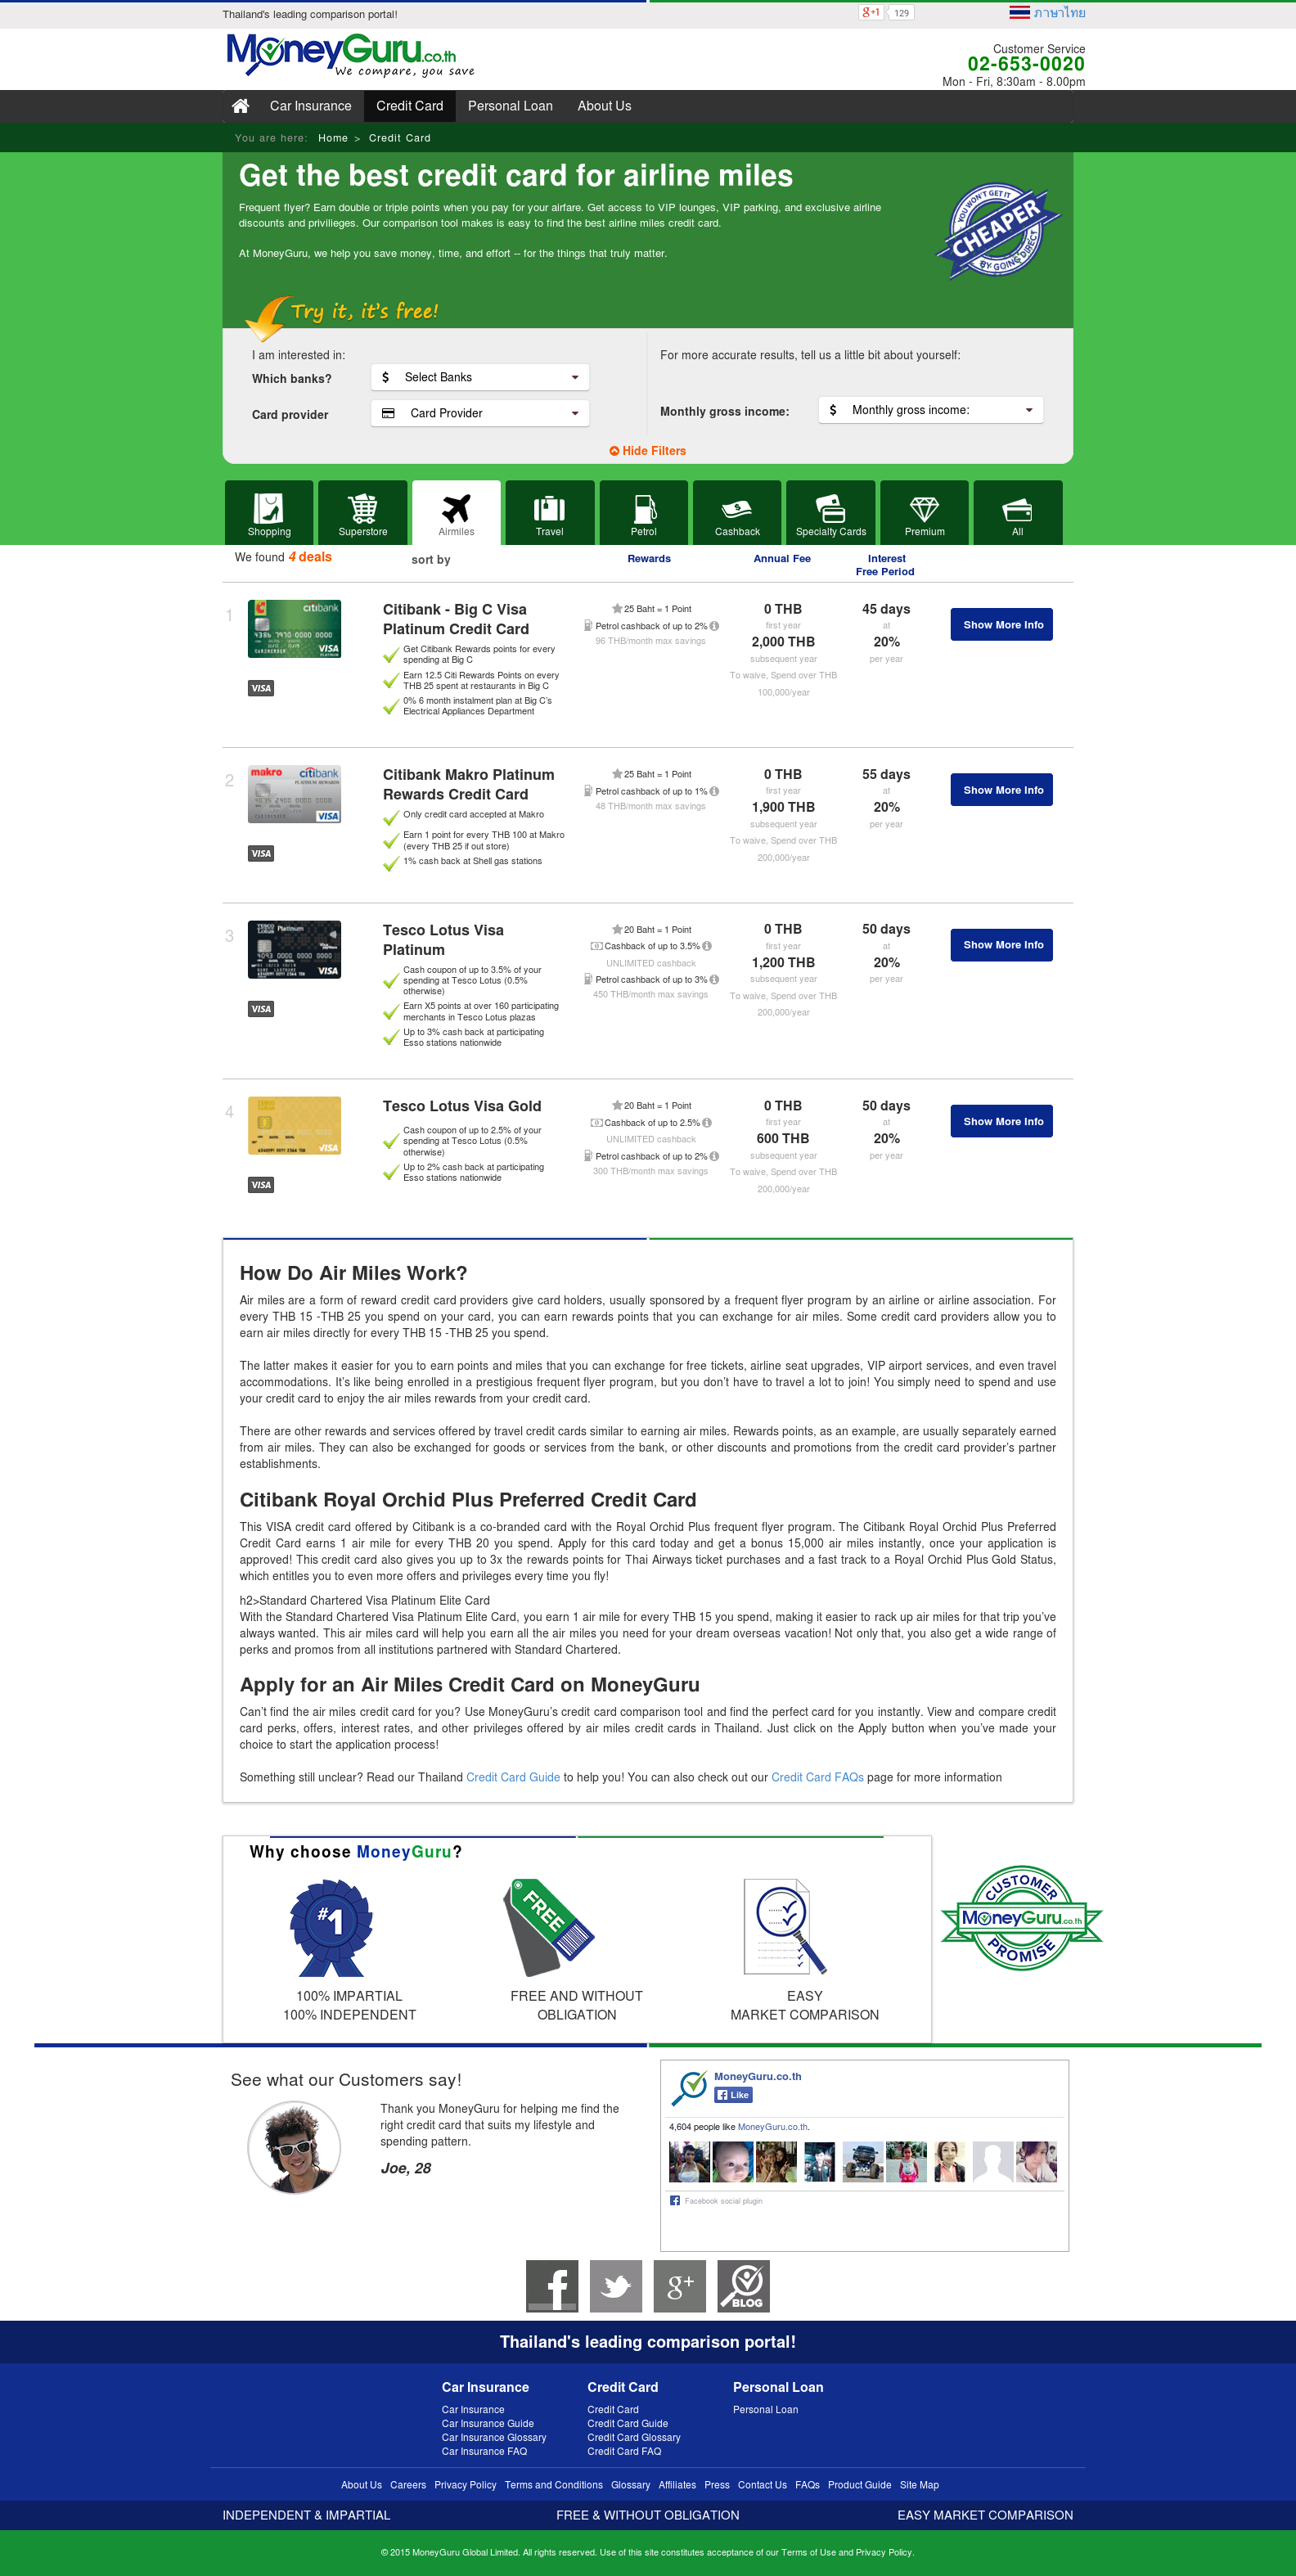 Thailand's leading comparison portal!
g+1 129
ภาษาไทย
MoneyGuru.co.th
We compare, you save
Customer Service
02-653-0020
Mon - Fri, 8:30am - 8.00pm
Car Insurance Credit Card Personal Loan About Us
You are here: Home > Credit Card
Get the best credit card for airline miles
Frequent flyer? Earn double or triple points when you pay for your airfare. Get access to VIP lounges, VIP parking, and exclusive airline
discounts and privilieges. Our comparison tool makes is easy to find the best airline miles credit card.
At MoneyGuru, we help you save money, time, and effort -- for the things that truly matter.
YOU WON'T GET IT
CHEAPER
BY GOING DIRECT
Try it, it's free!
I am interested in:
Which banks? Select Banks
Card provider Card Provider
For more accurate results, tell us a little bit about yourself:
Monthly gross income: Monthly gross income:
Hide Filters
Shopping Superstore Airmiles Travel Petrol Cashback Specialty Cards Premium All
We found 4 deals sort by Rewards Annual Fee Interest
Free Period
1
Citibank - Big C Visa
Platinum Credit Card
Get Citibank Rewards points for every
spending at Big C
Earn 12.5 Citi Rewards Points on every
THB 25 spent at restaurants in Big C
0% 6 month instalment plan at Big C's
Electrical Appliances Department
25 Baht = 1 Point
Petrol cashback of up to 2%
96 THB/month max savings
0 THB
first year
2,000 THB
subsequent year
To waive, Spend over THB
100,000/year
45 days
at
20%
per year
Show More Info
citibank
VISA
VISA
2
Citibank Makro Platinum
Rewards Credit Card
Only credit card accepted at Makro
Earn 1 point for every THB 100 at Makro
(every THB 25 if out store)
1% cash back at Shell gas stations
25 Baht = 1 Point
Petrol cashback of up to 1%
48 THB/month max savings
0 THB
first year
1,900 THB
subsequent year
To waive, Spend over THB
200,000/year
55 days
at
20%
per year
Show More Info
makro citibank
PLATINUM REWARDS
VISA
VISA
3
Tesco Lotus Visa
Platinum
Cash coupon of up to 3.5% of your
spending at Tesco Lotus (0.5%
otherwise)
Earn X5 points at over 160 participating
merchants in Tesco Lotus plazas
Up to 3% cash back at participating
Esso stations nationwide
20 Baht = 1 Point
Cashback of up to 3.5%
UNLIMITED cashback
Petrol cashback of up to 3%
450 THB/month max savings
0 THB
first year
1,200 THB
subsequent year
To waive, Spend over THB
200,000/year
50 days
at
20%
per year
Show More Info
TESCO Platinum
LOTUS
VISA
VISA
4
Tesco Lotus Visa Gold
Cash coupon of up to 2.5% of your
spending at Tesco Lotus (0.5%
otherwise)
Up to 2% cash back at participating
Esso stations nationwide
20 Baht = 1 Point
Cashback of up to 2.5%
UNLIMITED cashback
Petrol cashback of up to 2%
300 THB/month max savings
0 THB
first year
600 THB
subsequent year
To waive, Spend over THB
200,000/year
50 days
at
20%
per year
Show More Info
VISA
VISA
How Do Air Miles Work?
Air miles are a form of reward credit card providers give card holders, usually sponsored by a frequent flyer program by an airline or airline association. For
every THB 15 -THB 25 you spend on your card, you can earn rewards points that you can exchange for air miles. Some credit card providers allow you to
earn air miles directly for every THB 15 -THB 25 you spend.
The latter makes it easier for you to earn points and miles that you can exchange for free tickets, airline seat upgrades, VIP airport services, and even travel
accommodations. It's like being enrolled in a prestigious frequent flyer program, but you don't have to travel a lot to join! You simply need to spend and use
your credit card to enjoy the air miles rewards from your credit card.
There are other rewards and services offered by travel credit cards similar to earning air miles. Rewards points, as an example, are usually separately earned
from air miles. They can also be exchanged for goods or services from the bank, or other discounts and promotions from the credit card provider's partner
establishments.
Citibank Royal Orchid Plus Preferred Credit Card
This VISA credit card offered by Citibank is a co-branded card with the Royal Orchid Plus frequent flyer program. The Citibank Royal Orchid Plus Preferred
Credit Card earns 1 air mile for every THB 20 you spend. Apply for this card today and get a bonus 15,000 air miles instantly, once your application is
approved! This credit card also gives you up to 3x the rewards points for Thai Airways ticket purchases and a fast track to a Royal Orchid Plus Gold Status,
which entitles you to even more offers and privileges every time you fly!
h2>Standard Chartered Visa Platinum Elite Card
With the Standard Chartered Visa Platinum Elite Card, you earn 1 air mile for every THB 15 you spend, making it easier to rack up air miles for that trip you've
always wanted. This air miles card will help you earn all the air miles you need for your dream overseas vacation! Not only that, you also get a wide range of
perks and promos from all institutions partnered with Standard Chartered.
Apply for an Air Miles Credit Card on MoneyGuru
Can't find the air miles credit card for you? Use MoneyGuru's credit card comparison tool and find the perfect card for you instantly. View and compare credit
card perks, offers, interest rates, and other privileges offered by air miles credit cards in Thailand. Just click on the Apply button when you've made your
choice to start the application process!
Something still unclear? Read our Thailand Credit Card Guide to help you! You can also check out our Credit Card FAQs page for more information
Why choose MoneyGuru?
#1
FREE
100% IMPARTIAL
100% INDEPENDENT
FREE AND WITHOUT
OBLIGATION
EASY
MARKET COMPARISON
CUSTOMER
MoneyGuru.co.th
PROMISE
See what our Customers say!
Thank you MoneyGuru for helping me find the
right credit card that suits my lifestyle and
spending pattern.
Joe, 28
MoneyGuru.co.th
Like
4,604 people like MoneyGuru.co.th.
Facebook social plugin
f
g+
BLOG
Thailand's leading comparison portal!
Car Insurance
Car Insurance
Car Insurance Guide
Car Insurance Glossary
Car Insurance FAQ
Credit Card
Credit Card
Credit Card Guide
Credit Card Glossary
Credit Card FAQ
Personal Loan
Personal Loan
About Us Careers Privacy Policy Terms and Conditions Glossary Affiliates Press Contact Us FAQs Product Guide Site Map
INDEPENDENT & IMPARTIAL FREE & WITHOUT OBLIGATION EASY MARKET COMPARISON
© 2015 MoneyGuru Global Limited. All rights reserved. Use of this site constitutes acceptance of our Terms of Use and Privacy Policy.